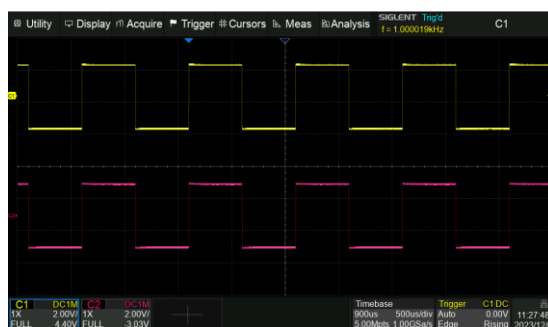 Utility Display Acquire Trigger Cursors Meas Analysis SIGLENT Trig'd C1
f = 1.000019kHz
C1
C2
C1 DC1M C2 DC1M Timebase Trigger C1 DC
1X 2.00V/ 1X 2.00V/ 900us 500us/div Auto 0.00V 11:27:48
FULL 4.40V FULL -3.03V 5.00Mpts 1.00GSa/s Edge Rising